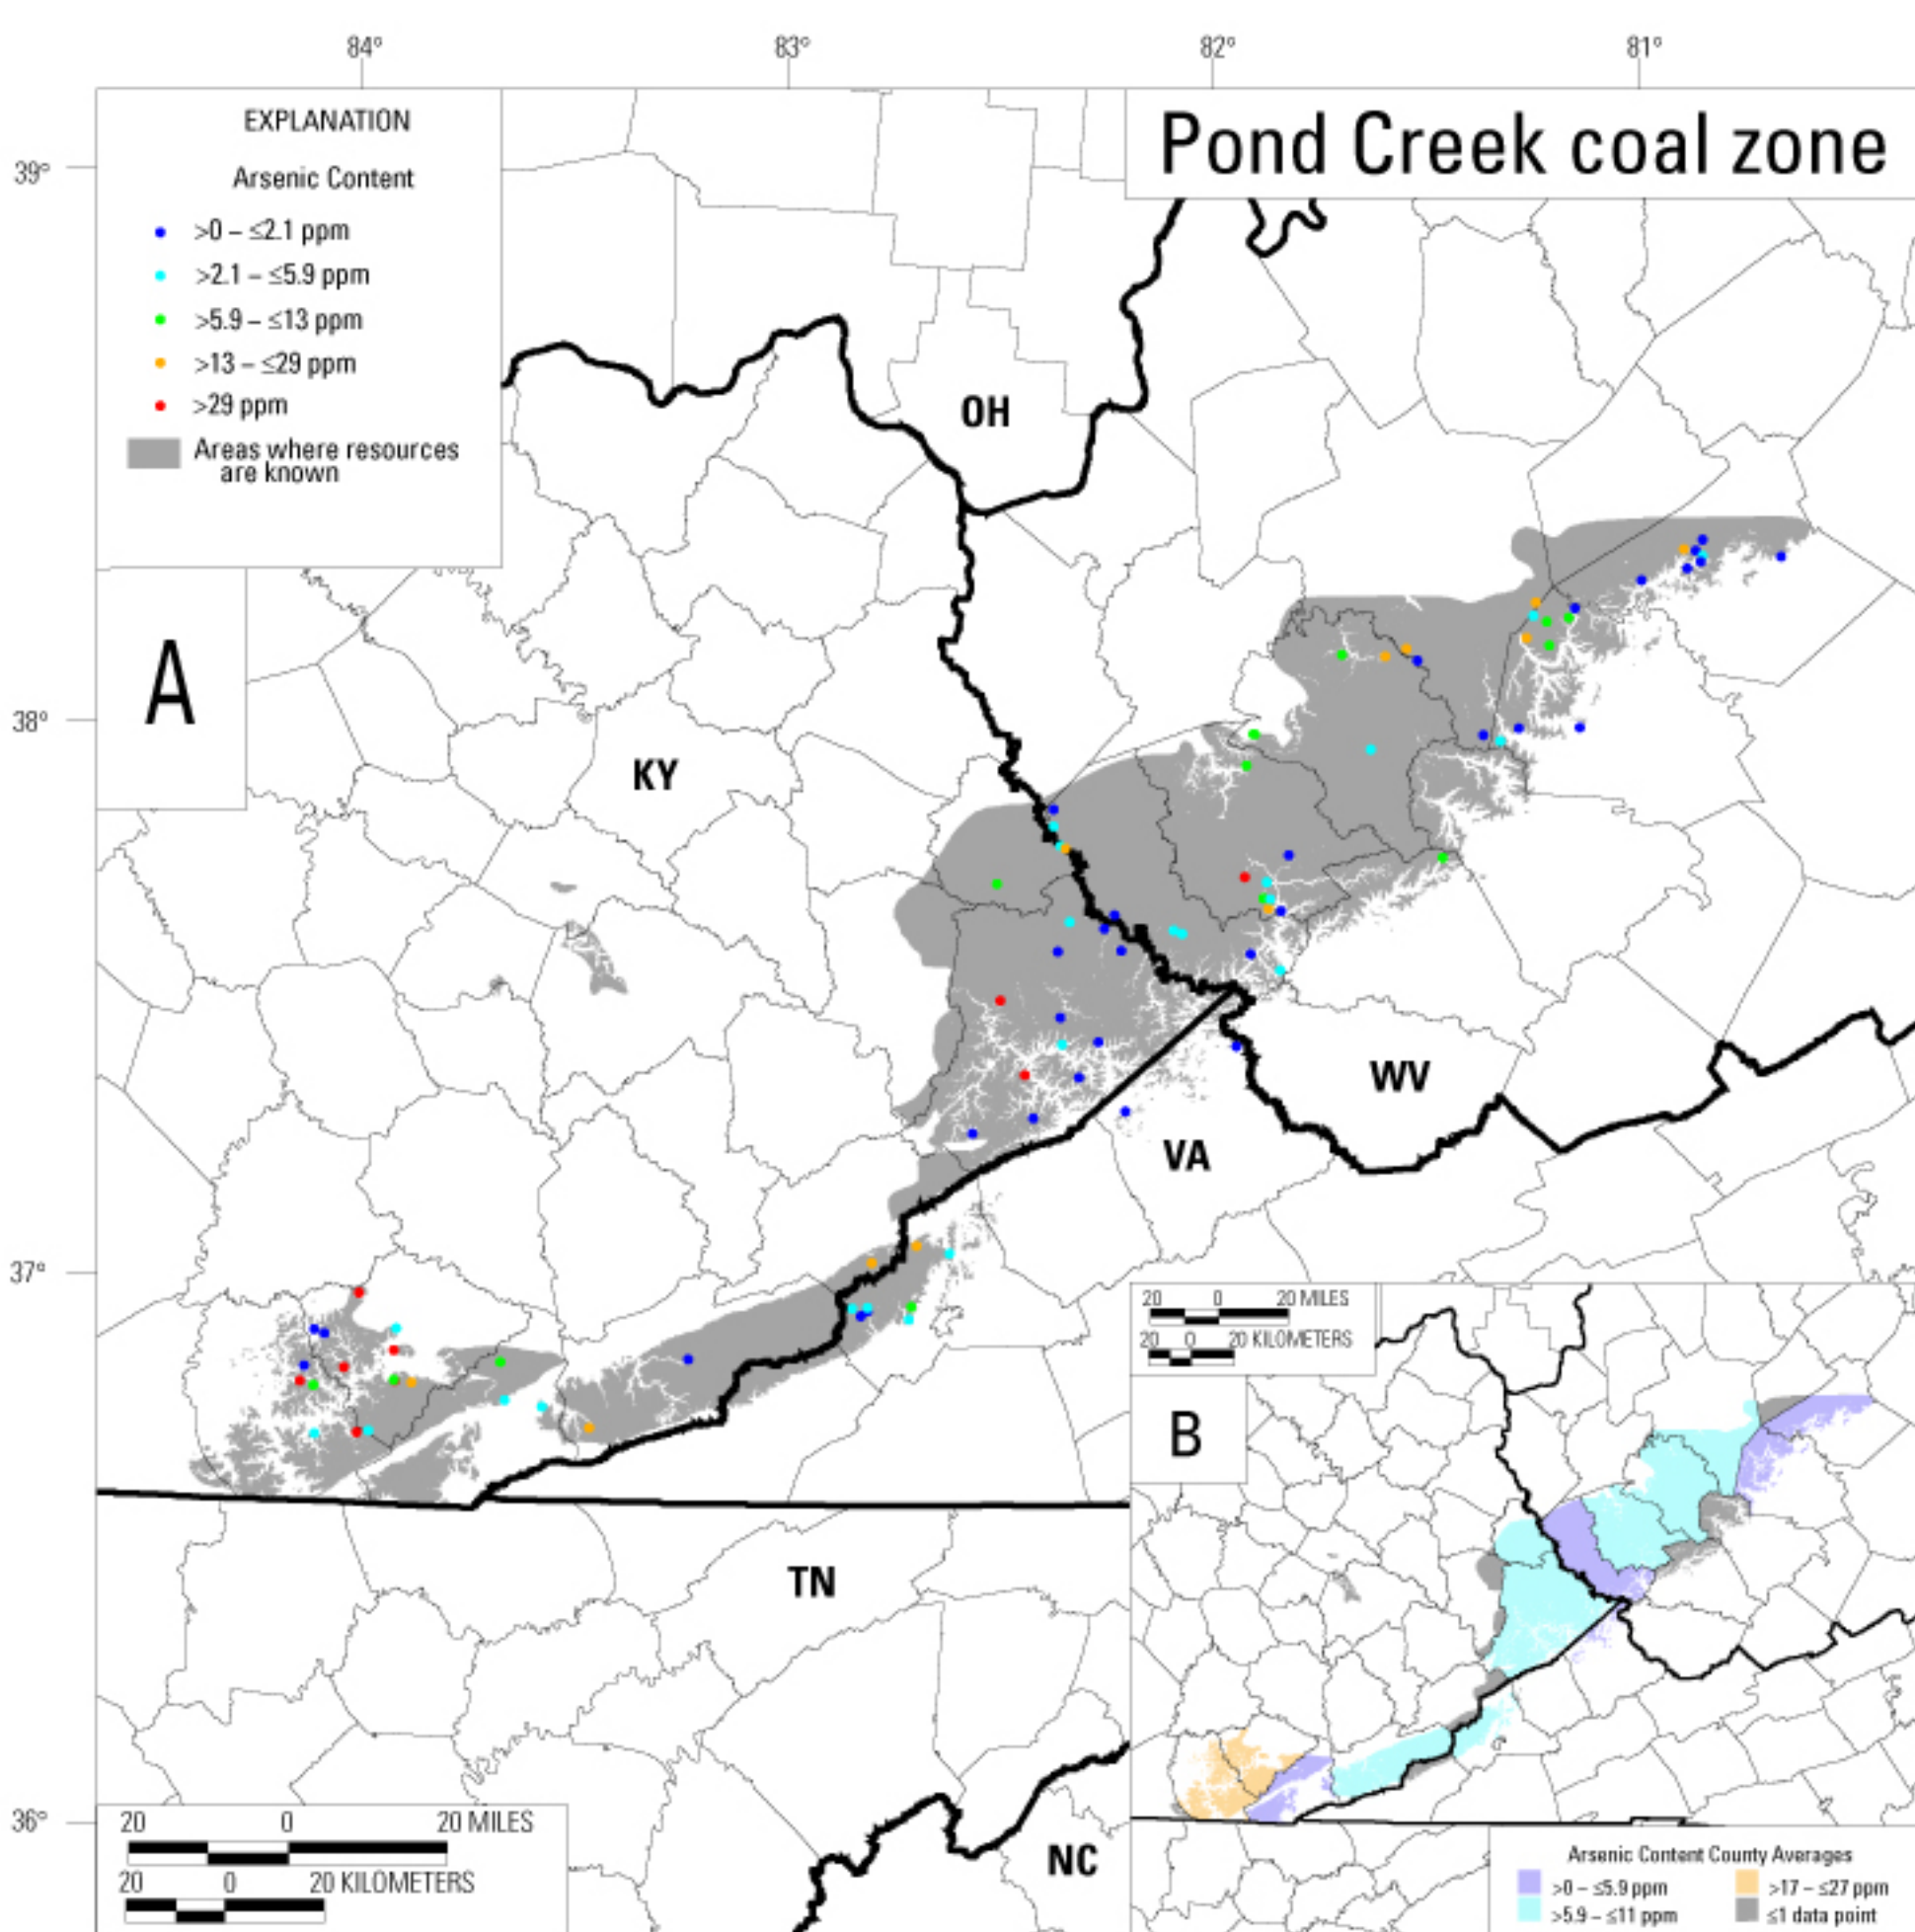 84° 83° 82° 81°
Pond Creek coal zone
EXPLANATION
Arsenic Content
>0 – ≤2.1 ppm
>2.1 – ≤5.9 ppm
>5.9 – ≤13 ppm
>13 – ≤29 ppm
>29 ppm
Areas where resources
are known
39°
OH
A
38°
KY
WV
VA
37°
TN
36°
NC
20 0 20 MILES
20 0 20 KILOMETERS
20 0 20 MILES
20 0 20 KILOMETERS
B
Arsenic Content County Averages
>0 – ≤5.9 ppm
>5.9 – ≤11 ppm
>17 – ≤27 ppm
≤1 data point